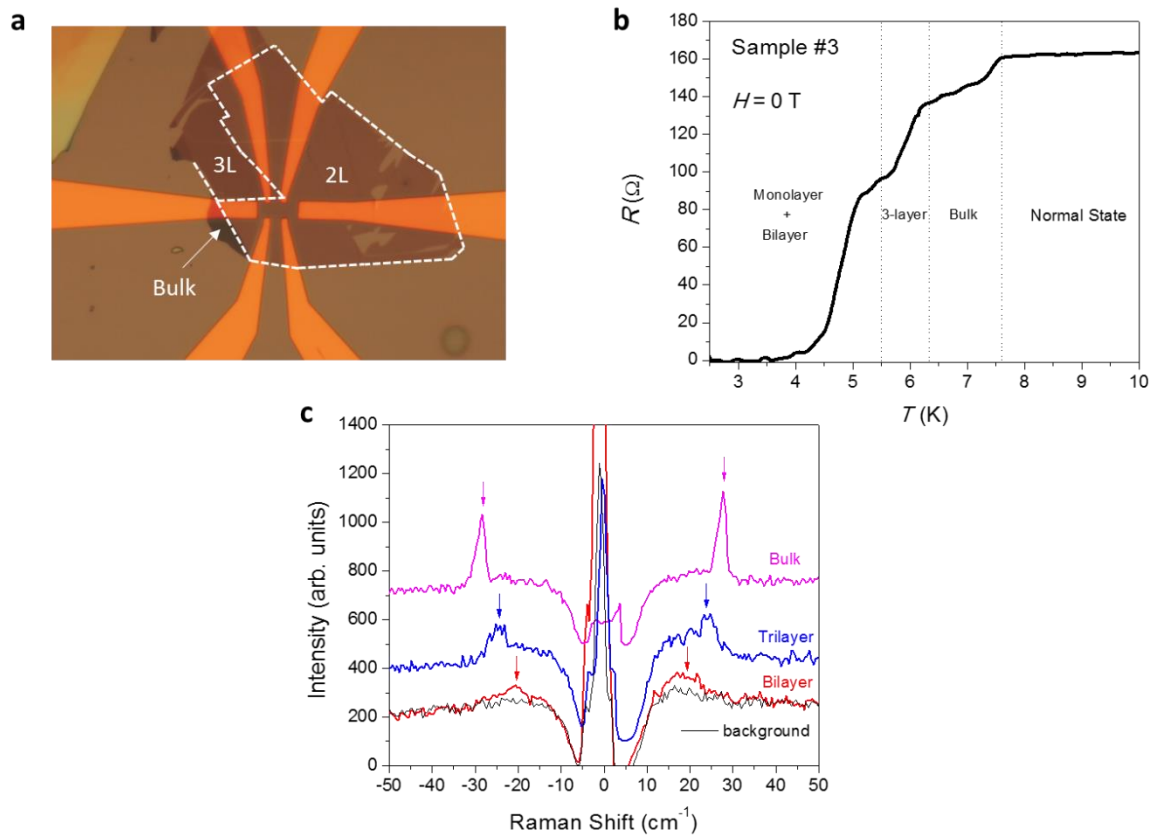 a
3L
2L
Bulk
b
Sample #3
H = 0 T
Monolayer
+
Bilayer
3-layer
Bulk
Normal State
R (Ω)
180
160
140
120
100
80
60
40
20
0
3
4
5
6
7
8
9
10
T (K)
c
Intensity (arb. units)
1400
1200
1000
800
600
400
200
0
Bulk
Trilayer
Bilayer
background
-50
-40
-30
-20
-10
0
10
20
30
40
50
Raman Shift (cm⁻¹)